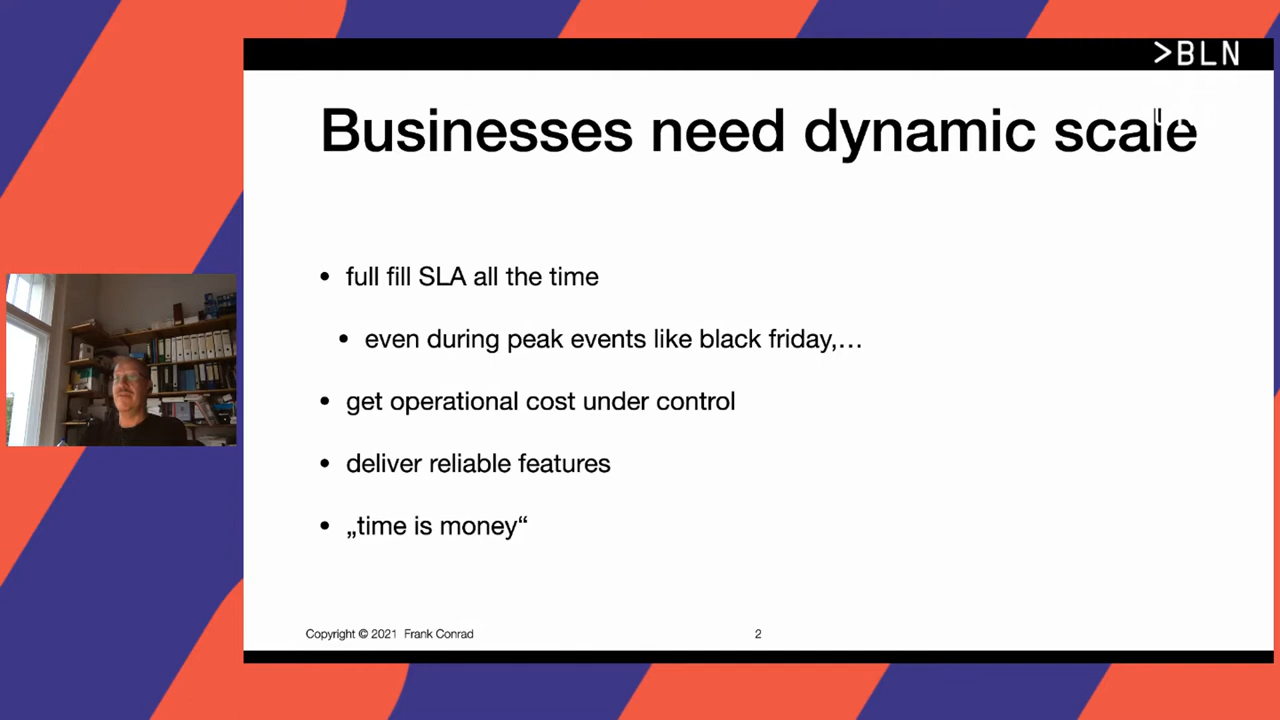 >BLN
Businesses need dynamic scale
• full fill SLA all the time
• even during peak events like black friday,…
• get operational cost under control
• deliver reliable features
• „time is money“
Copyright © 2021 Frank Conrad
2